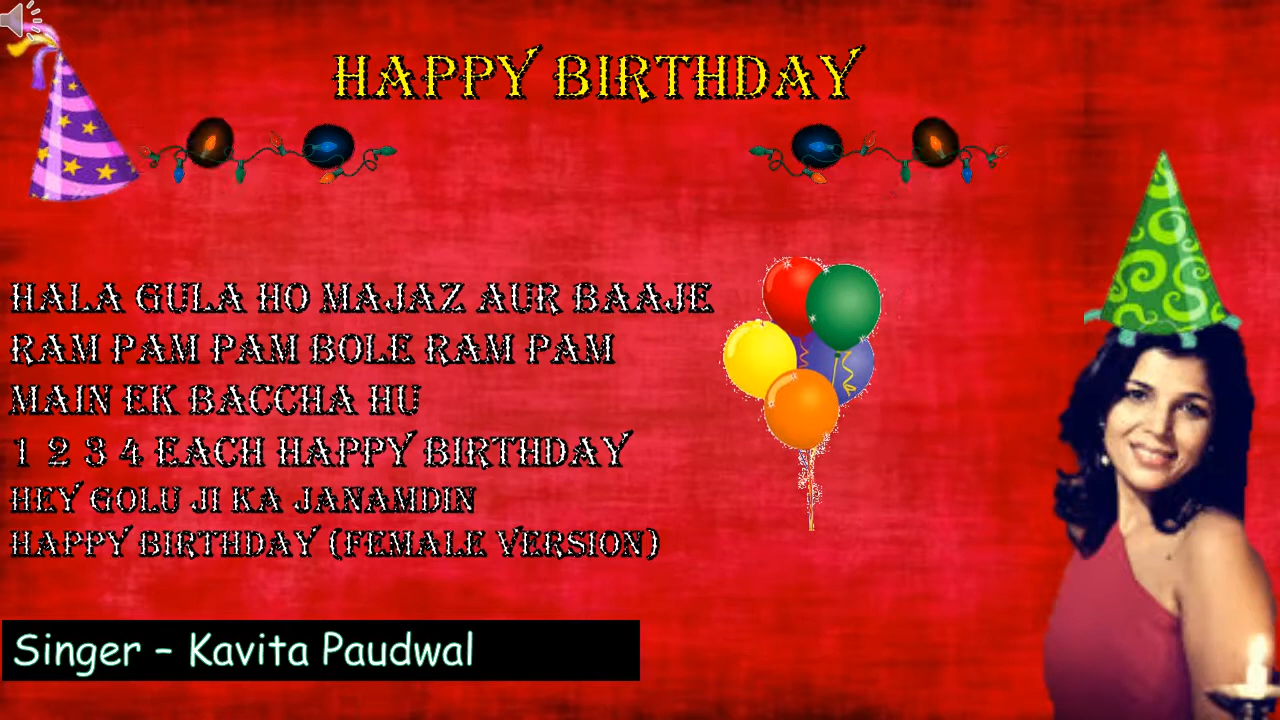 HAPPY BIRTHDAY
HALA GULA HO MAJAZ AUR BAAJE
RAM PAM PAM BOLE RAM PAM
MAIN EK BACCHA HU
1 2 3 4 EACH HAPPY BIRTHDAY
HEY GOLU JI KA JANAMDIN
HAPPY BIRTHDAY (FEMALE VERSION)
Singer – Kavita Paudwal